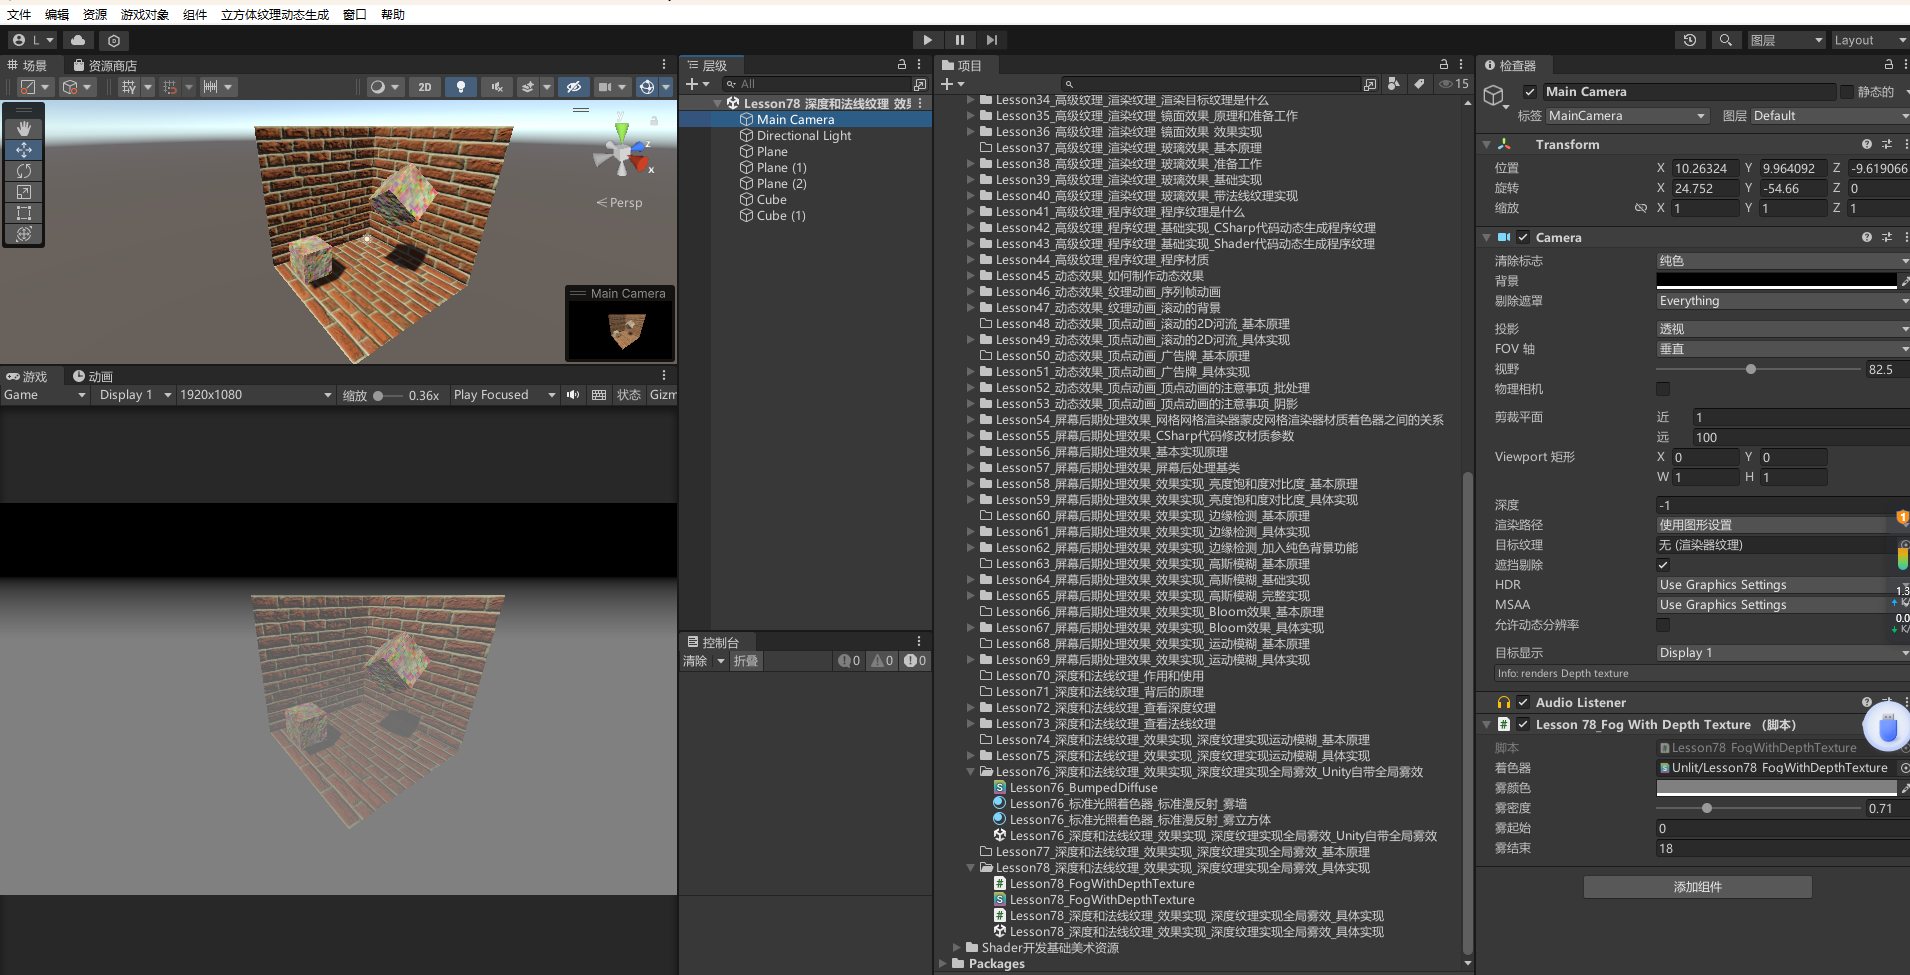 文件 编辑 资源 游戏对象 组件 立方体纹理动态生成 窗口 帮助
L
图层
Layout
场景
资源商店
2D
Persp
y
z
x
Main Camera
游戏
动画
Game
Display 1
1920x1080
缩放
0.36x
Play Focused
状态
Gizm
层级
All
Lesson78 深度和法线纹理 效
Main Camera
Directional Light
Plane
Plane (1)
Plane (2)
Cube
Cube (1)
控制台
清除
折叠
0
0
0
项目
15
Lesson34_高级纹理_渲染纹理_渲染目标纹理是什么
Lesson35_高级纹理_渲染纹理_镜面效果_原理和准备工作
Lesson36_高级纹理_渲染纹理_镜面效果_效果实现
Lesson37_高级纹理_渲染纹理_玻璃效果_基本原理
Lesson38_高级纹理_渲染纹理_玻璃效果_准备工作
Lesson39_高级纹理_渲染纹理_玻璃效果_基础实现
Lesson40_高级纹理_渲染纹理_玻璃效果_带法线纹理实现
Lesson41_高级纹理_程序纹理_程序纹理是什么
Lesson42_高级纹理_程序纹理_基础实现_CSharp代码动态生成程序纹理
Lesson43_高级纹理_程序纹理_基础实现_Shader代码动态生成程序纹理
Lesson44_高级纹理_程序纹理_程序材质
Lesson45_动态效果_如何制作动态效果
Lesson46_动态效果_纹理动画_序列帧动画
Lesson47_动态效果_纹理动画_滚动的背景
Lesson48_动态效果_顶点动画_滚动的2D河流_基本原理
Lesson49_动态效果_顶点动画_滚动的2D河流_具体实现
Lesson50_动态效果_顶点动画_广告牌_基本原理
Lesson51_动态效果_顶点动画_广告牌_具体实现
Lesson52_动态效果_顶点动画_顶点动画的注意事项_批处理
Lesson53_动态效果_顶点动画_顶点动画的注意事项_阴影
Lesson54_屏幕后期处理效果_网格网格渲染器蒙皮网格渲染器材质着色器之间的关系
Lesson55_屏幕后期处理效果_CSharp代码修改材质参数
Lesson56_屏幕后期处理效果_基本实现原理
Lesson57_屏幕后期处理效果_屏幕后处理基类
Lesson58_屏幕后期处理效果_效果实现_亮度饱和度对比度_基本原理
Lesson59_屏幕后期处理效果_效果实现_亮度饱和度对比度_具体实现
Lesson60_屏幕后期处理效果_效果实现_边缘检测_基本原理
Lesson61_屏幕后期处理效果_效果实现_边缘检测_具体实现
Lesson62_屏幕后期处理效果_效果实现_边缘检测_加入纯色背景功能
Lesson63_屏幕后期处理效果_效果实现_高斯模糊_基本原理
Lesson64_屏幕后期处理效果_效果实现_高斯模糊_基础实现
Lesson65_屏幕后期处理效果_效果实现_高斯模糊_完整实现
Lesson66_屏幕后期处理效果_效果实现_Bloom效果_基本原理
Lesson67_屏幕后期处理效果_效果实现_Bloom效果_具体实现
Lesson68_屏幕后期处理效果_效果实现_运动模糊_基本原理
Lesson69_屏幕后期处理效果_效果实现_运动模糊_具体实现
Lesson70_深度和法线纹理_作用和使用
Lesson71_深度和法线纹理_背后的原理
Lesson72_深度和法线纹理_查看深度纹理
Lesson73_深度和法线纹理_查看法线纹理
Lesson74_深度和法线纹理_效果实现_深度纹理实现运动模糊_基本原理
Lesson75_深度和法线纹理_效果实现_深度纹理实现运动模糊_具体实现
Lesson76_深度和法线纹理_效果实现_深度纹理实现全局雾效_Unity自带全局雾效
Lesson76_BumpedDiffuse
Lesson76_标准光照着色器_标准漫反射_雾墙
Lesson76_标准光照着色器_标准漫反射_雾立方体
Lesson76_深度和法线纹理_效果实现_深度纹理实现全局雾效_Unity自带全局雾效
Lesson77_深度和法线纹理_效果实现_深度纹理实现全局雾效_基本原理
Lesson78_深度和法线纹理_效果实现_深度纹理实现全局雾效_具体实现
Lesson78_FogWithDepthTexture
Lesson78_FogWithDepthTexture
Lesson78_深度和法线纹理_效果实现_深度纹理实现全局雾效_具体实现
Lesson78_深度和法线纹理_效果实现_深度纹理实现全局雾效_具体实现
Shader开发基础美术资源
Packages
检查器
Main Camera
静态的
标签 MainCamera
图层 Default
Transform
位置 X 10.26324 Y 9.964092 Z -9.619066
旋转 X 24.752 Y -54.66 Z 0
缩放 X 1 Y 1 Z 1
Camera
清除标志 纯色
背景
剔除遮罩 Everything
投影 透视
FOV 轴 垂直
视野 82.5
物理相机
剪裁平面 近 1
远 100
Viewport 矩形 X 0 Y 0
W 1 H 1
深度 -1
渲染路径 使用图形设置
目标纹理 无 (渲染器纹理)
遮挡剔除
HDR Use Graphics Settings
MSAA Use Graphics Settings
允许动态分辨率
目标显示 Display 1
Info: renders Depth texture
Audio Listener
Lesson 78_Fog With Depth Texture （脚本）
脚本 Lesson78_FogWithDepthTexture
着色器 Unlit/Lesson78_FogWithDepthTexture
雾颜色
雾密度 0.71
雾起始 0
雾结束 18
添加组件